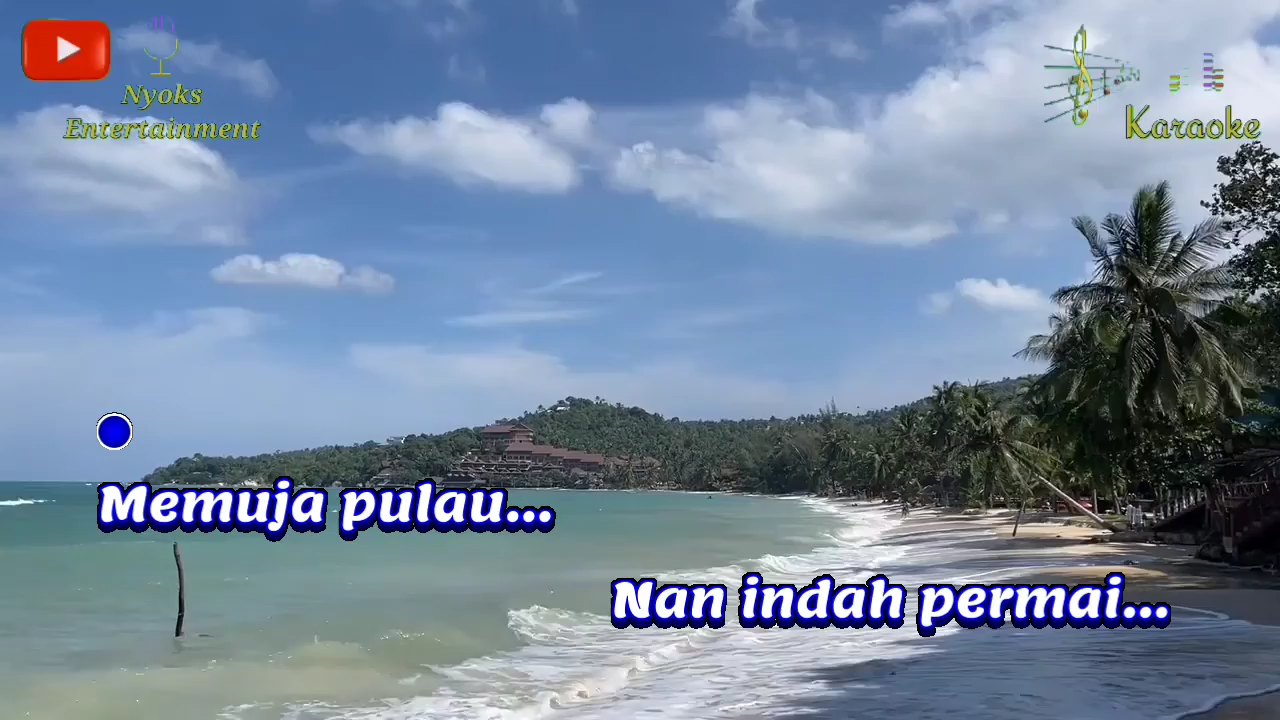 Nyoks
Entertainment
Karaoke
Memuja pulau...
Nan indah permai...